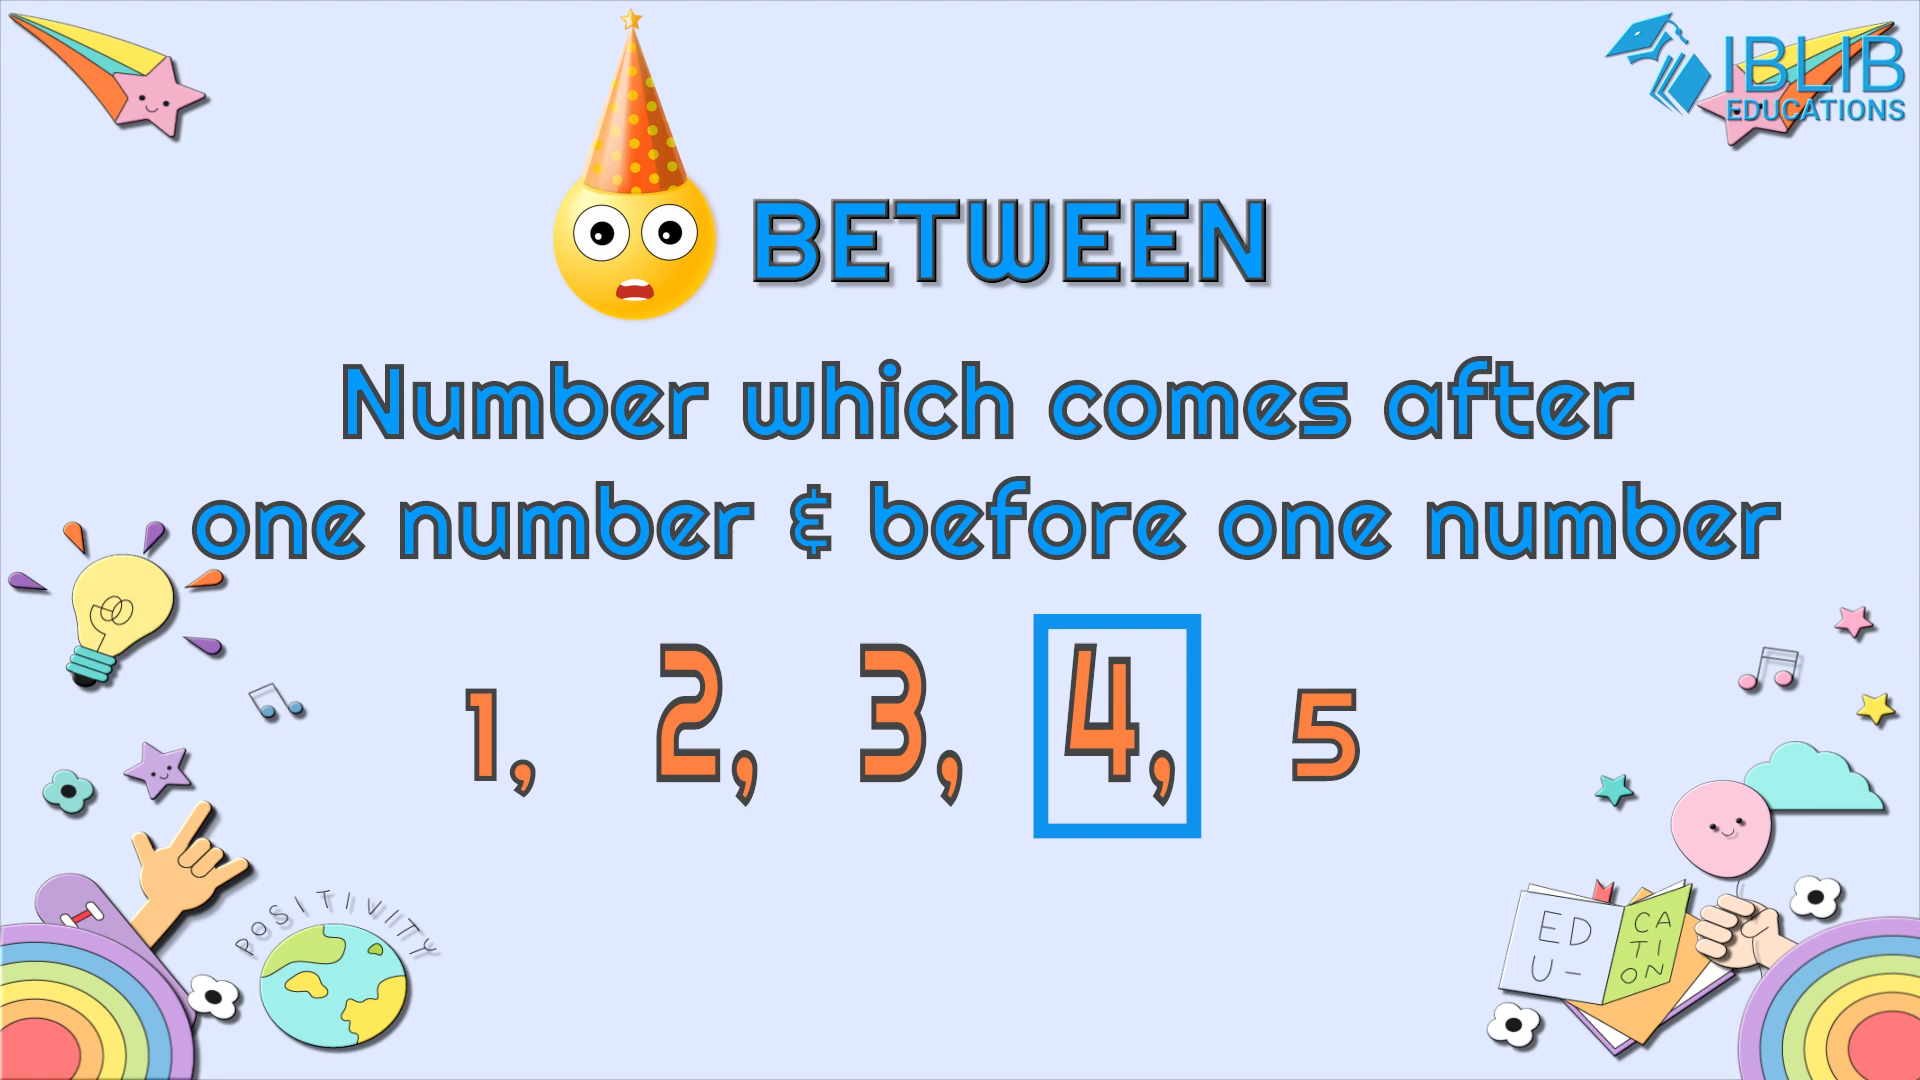 IBLIB
EDUCATIONS
BETWEEN
Number which comes after
one number & before one number
1, 2, 3, 4, 5
POSITIVITY
ED
U-
CA
TI
ON